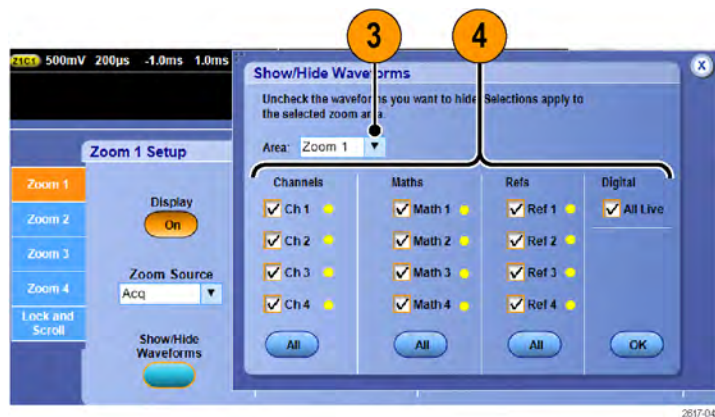 3
4
Z1C1 500mV 200µs -1.0ms 1.0ms
Show/Hide Waveforms
x
Uncheck the waveforms you want to hide. Selections apply to
the selected zoom area.
Area: Zoom 1
Zoom 1 Setup
Zoom 1
Zoom 2
Zoom 3
Zoom 4
Lock and
Scroll
Display
On
Zoom Source
Acq
Show/Hide
Waveforms
Channels Maths Refs Digital
Ch 1 Math 1 Ref 1 All Live
Ch 2 Math 2 Ref 2
Ch 3 Math 3 Ref 3
Ch 4 Math 4 Ref 4
All All All OK
2617-04